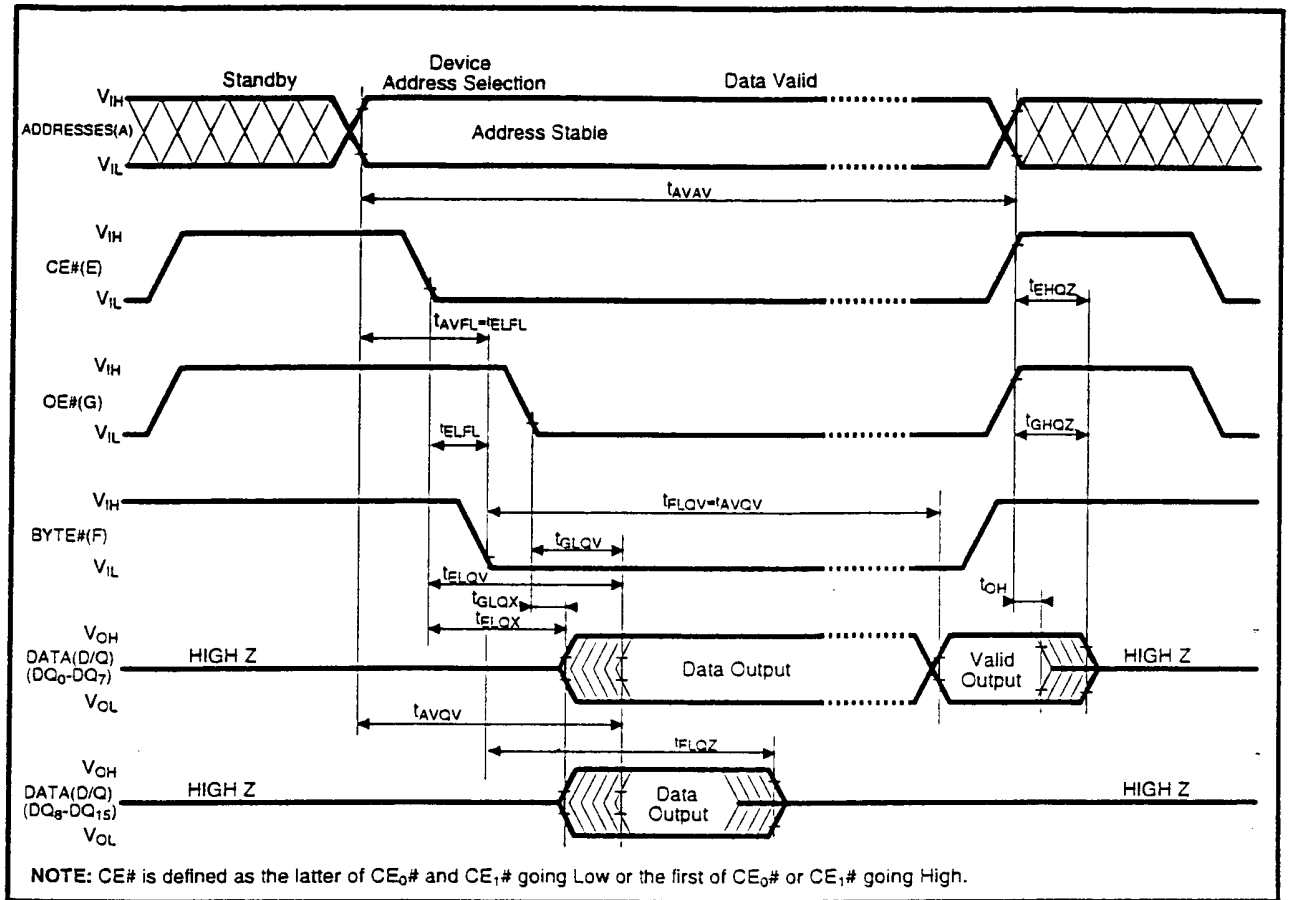 Standby
Device
Address Selection
Data Valid
VIH
ADDRESSES(A)
Address Stable
VIL
tAVAV
VIH
CE#(E)
VIL
tEHQZ
tAVFL=tELFL
VIH
OE#(G)
VIL
tELFL
tGHQZ
VIH
tFLQV=tAVQV
BYTE#(F)
tGLQV
VIL
tELQV
tOH
tGLQX
tELQX
VOH
DATA(D/Q)
(DQ0-DQ7)
HIGH Z
Data Output
Valid
Output
HIGH Z
VOL
tAVQV
tFLQZ
VOH
DATA(D/Q)
(DQ8-DQ15)
HIGH Z
Data
Output
HIGH Z
VOL
NOTE: CE# is defined as the latter of CE0# and CE1# going Low or the first of CE0# or CE1# going High.